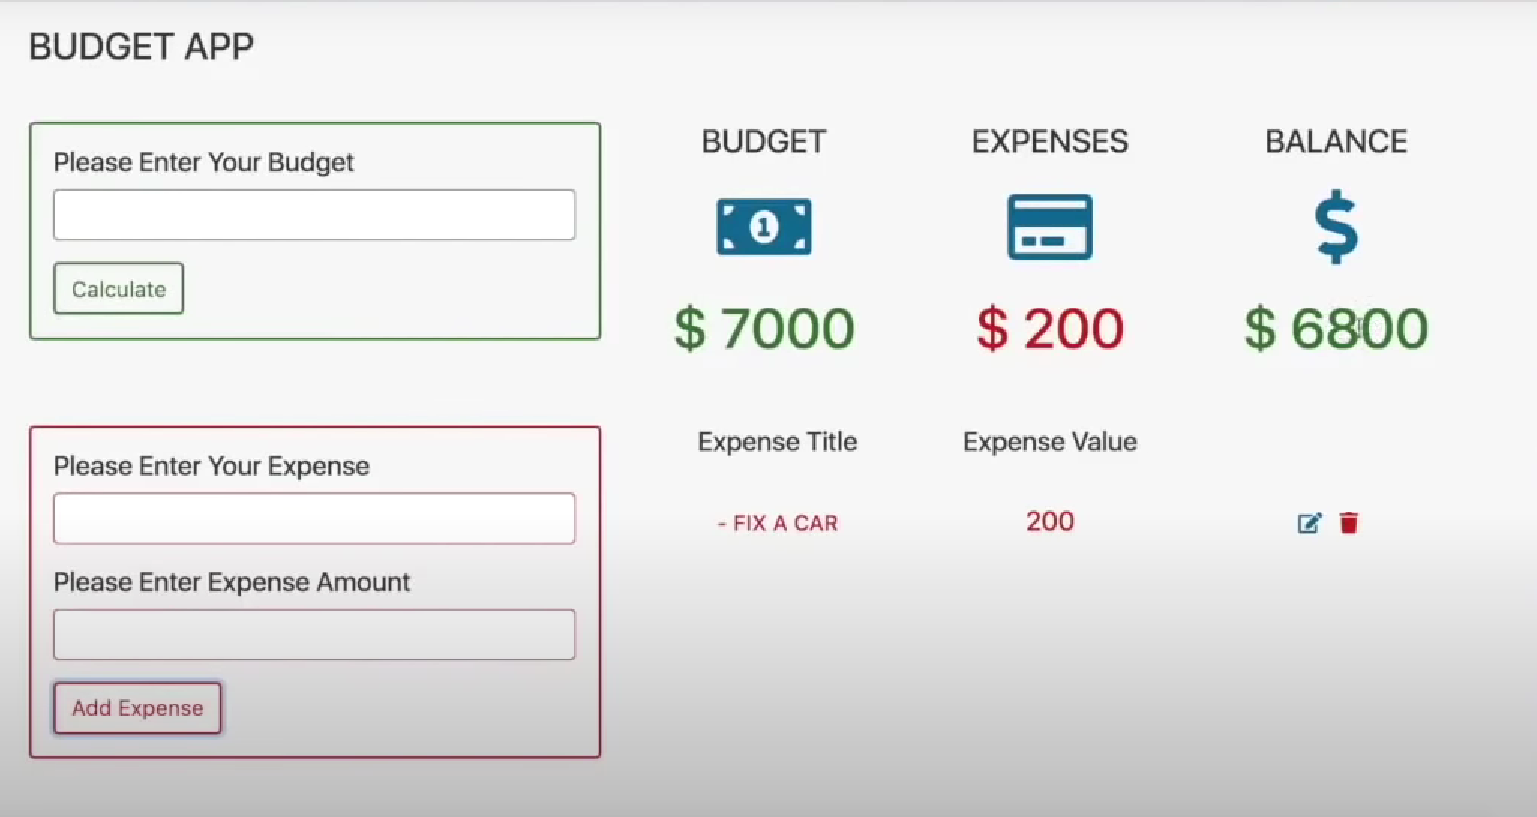 BUDGET APP
Please Enter Your Budget
Calculate
BUDGET
EXPENSES
BALANCE
1
$ 7000
$ 200
$ 6800
Please Enter Your Expense
Please Enter Expense Amount
Add Expense
Expense Title
Expense Value
- FIX A CAR
200